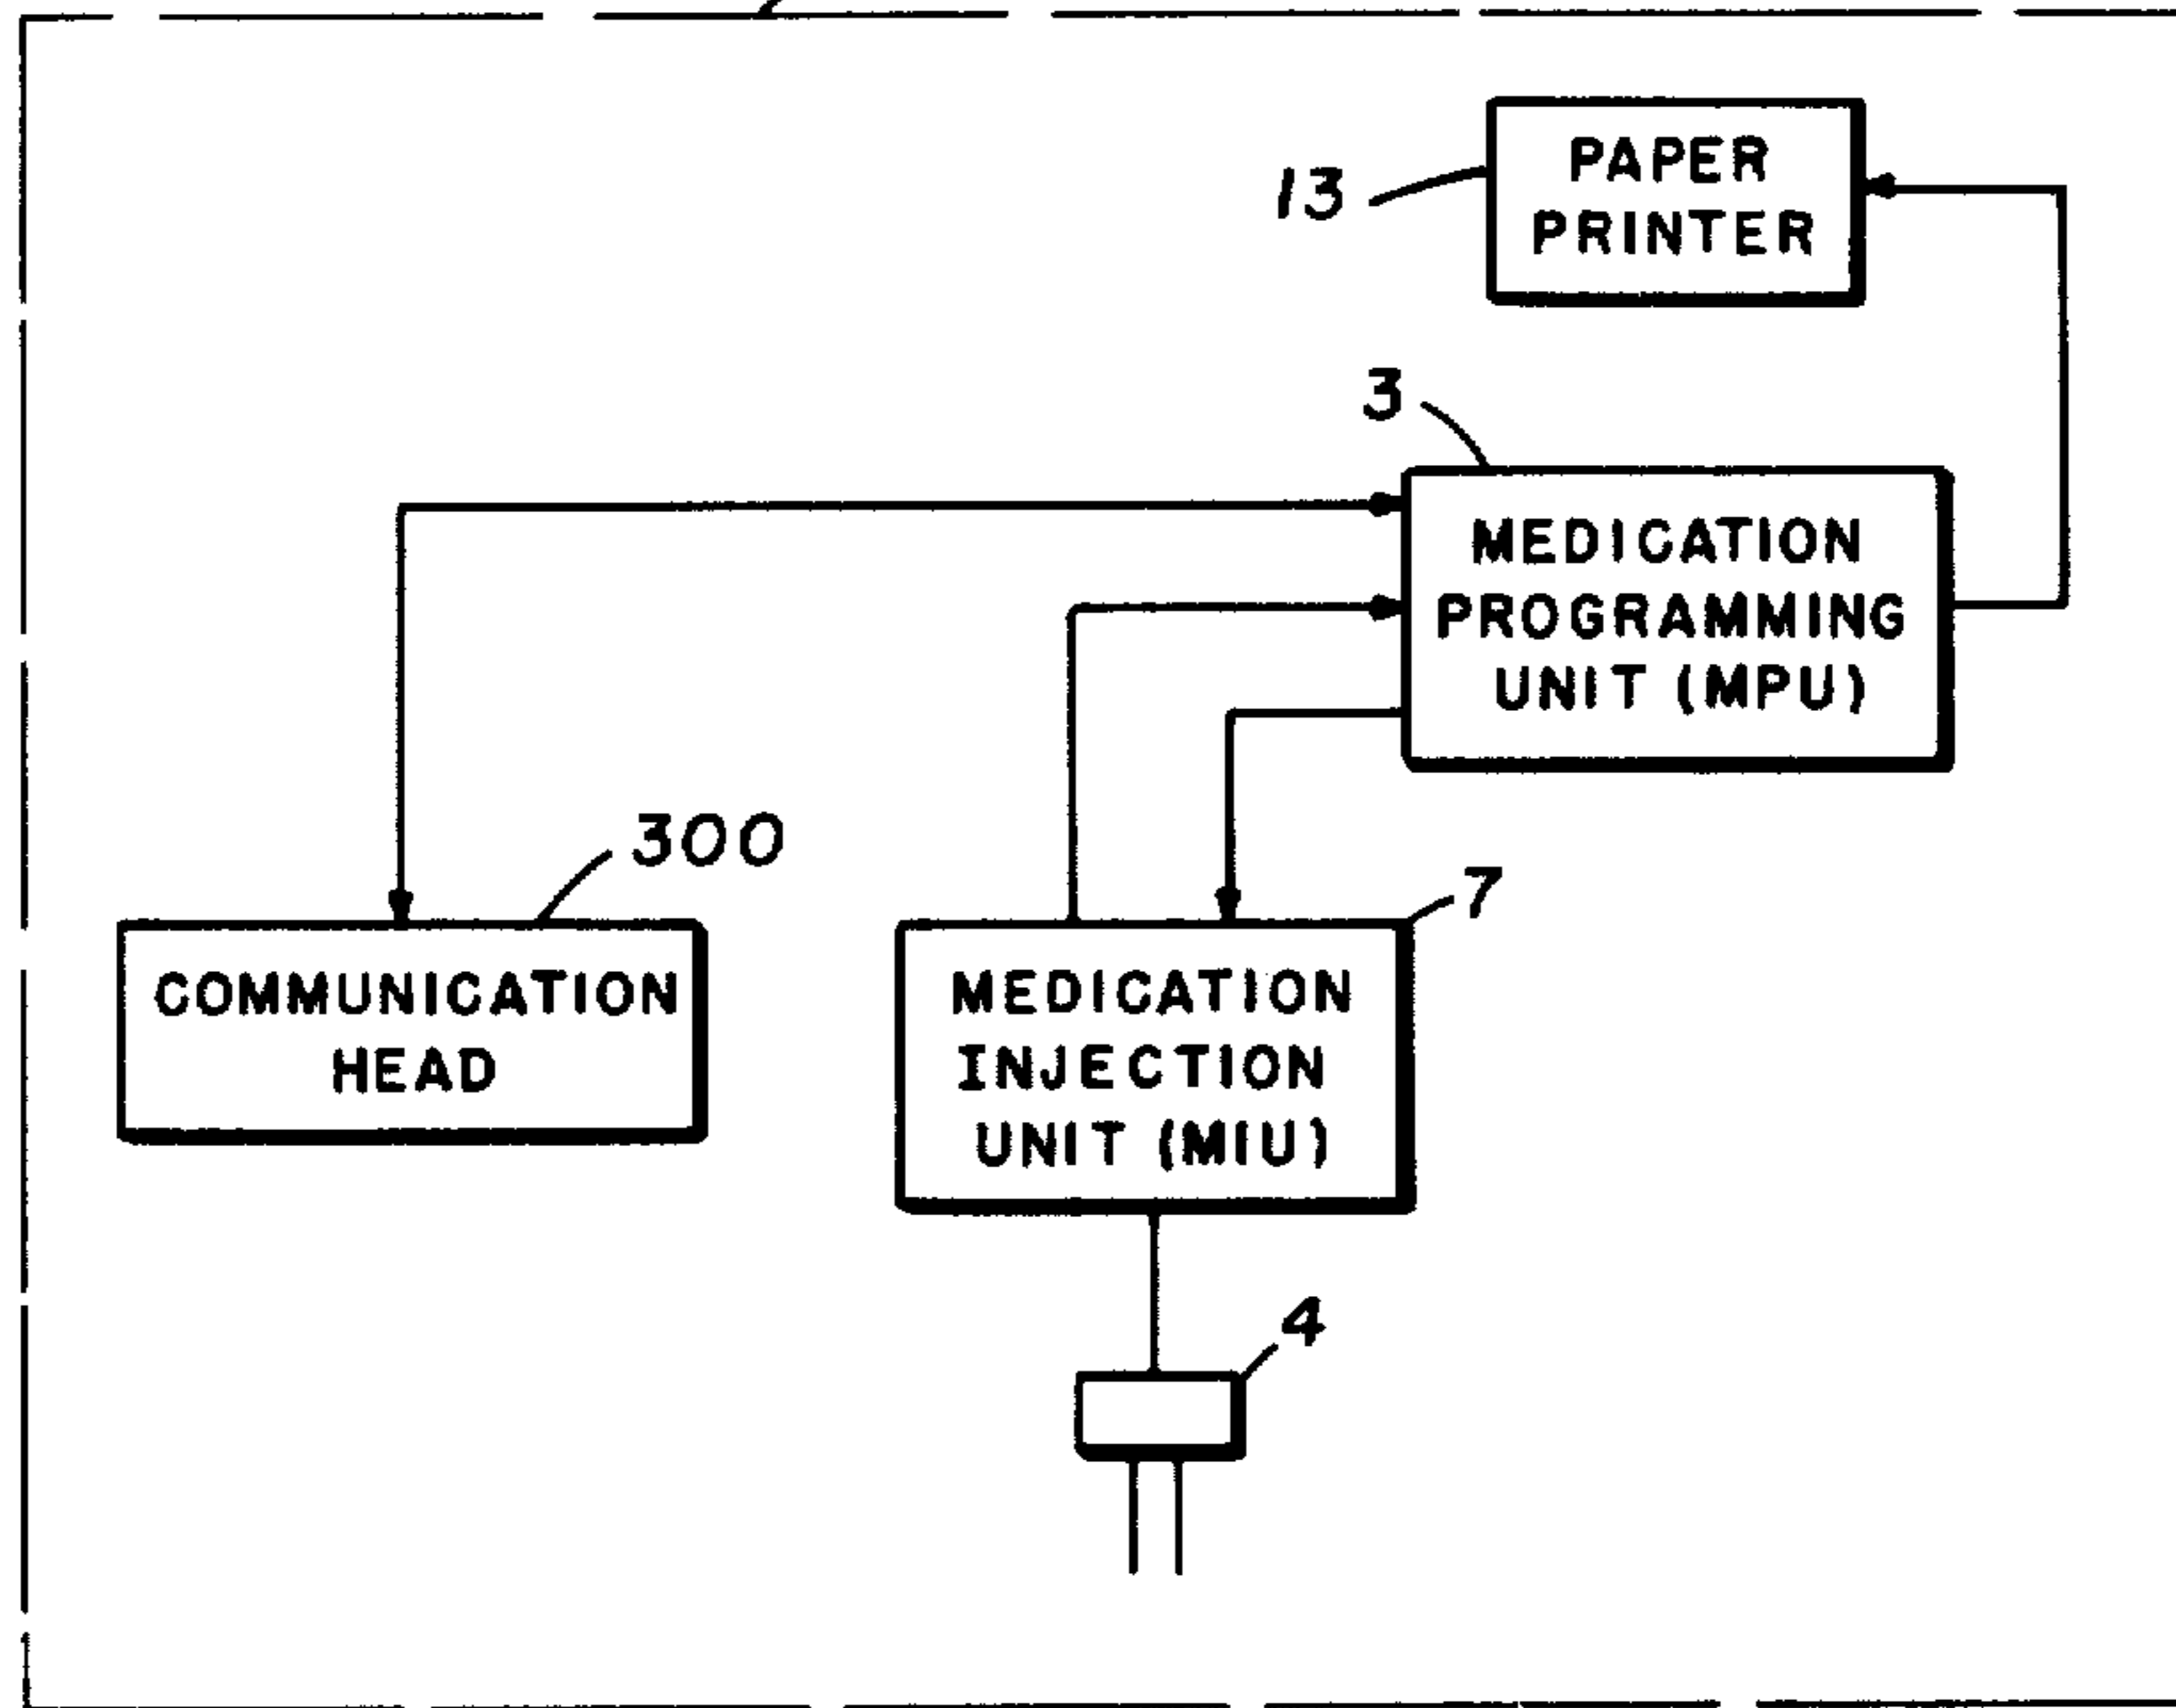 13
PAPER
PRINTER
3
MEDICATION
PROGRAMMING
UNIT (MPU)
300
COMMUNICATION
HEAD
7
MEDICATION
INJECTION
UNIT (MIU)
4